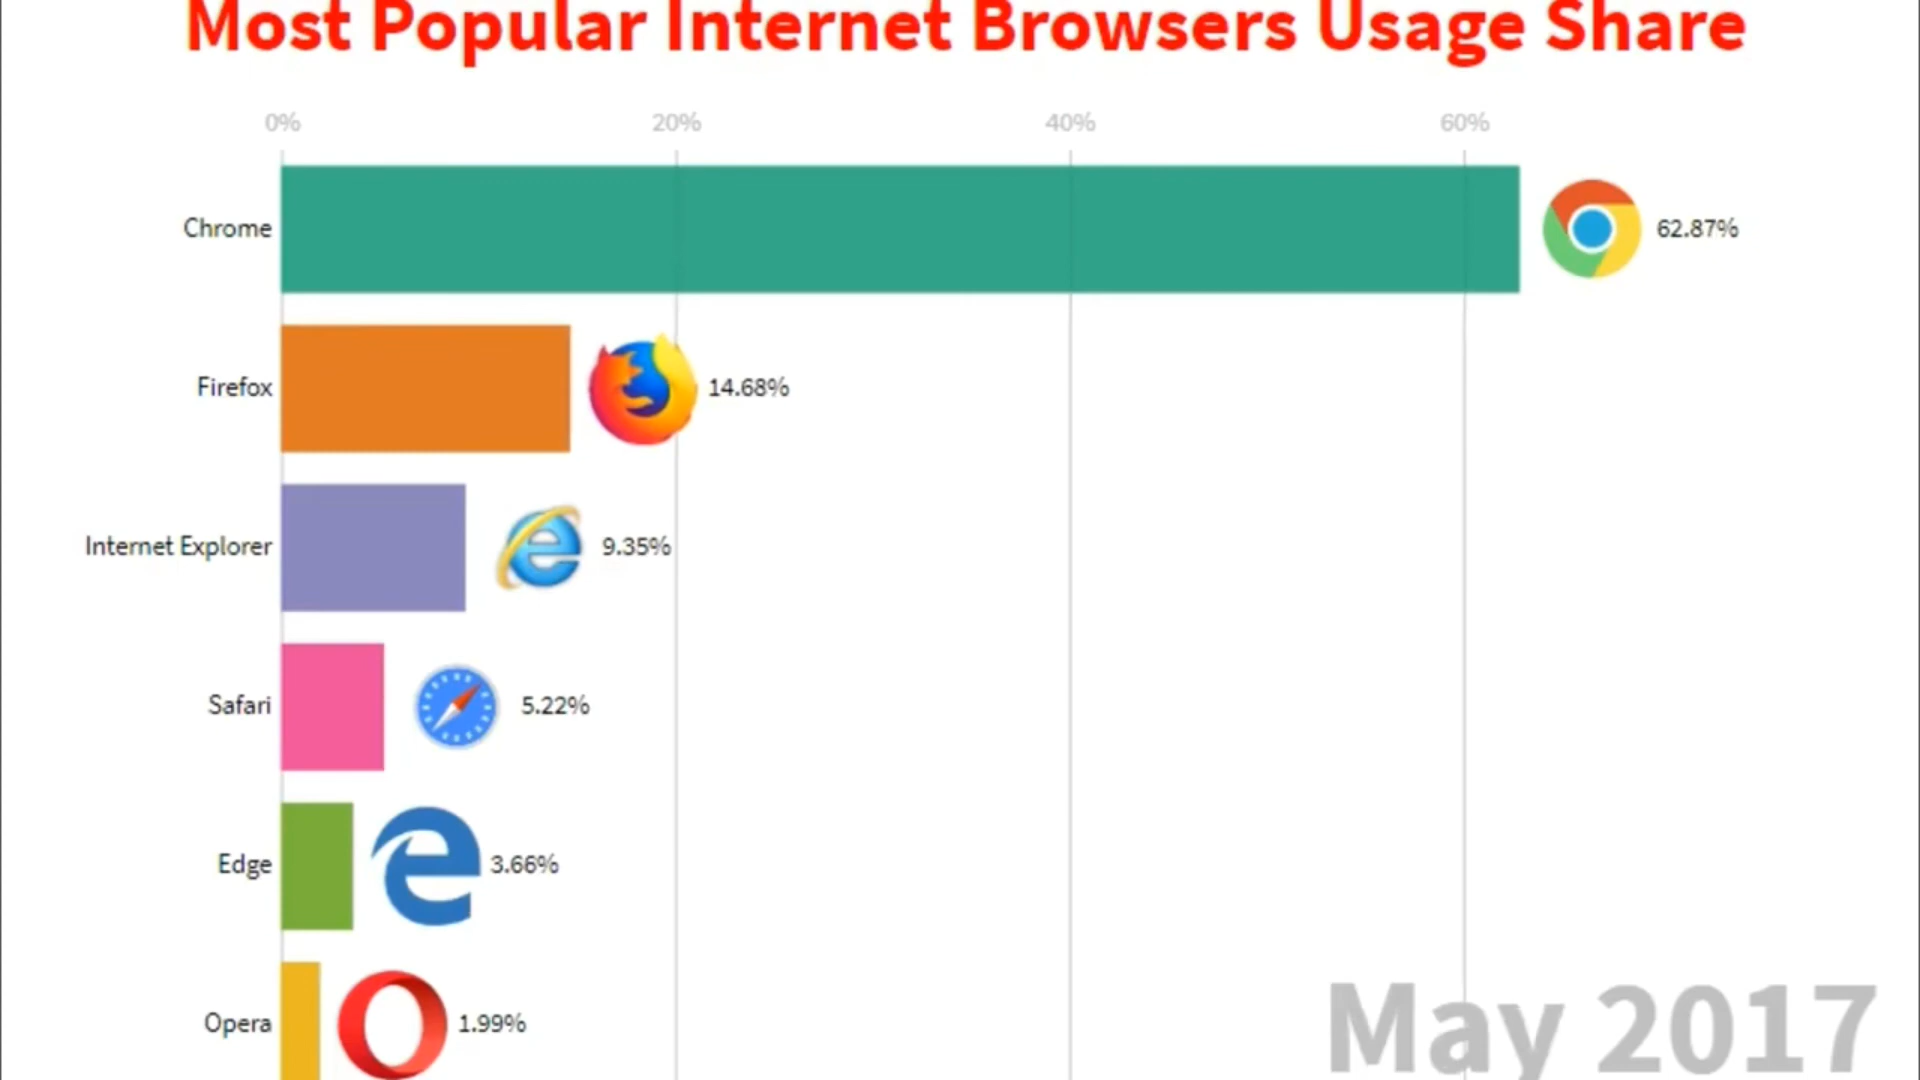 Most Popular Internet Browsers Usage Share
0% 20% 40% 60%
Chrome 62.87%
Firefox 14.68%
Internet Explorer 9.35%
Safari 5.22%
Edge 3.66%
Opera 1.99%
May 2017